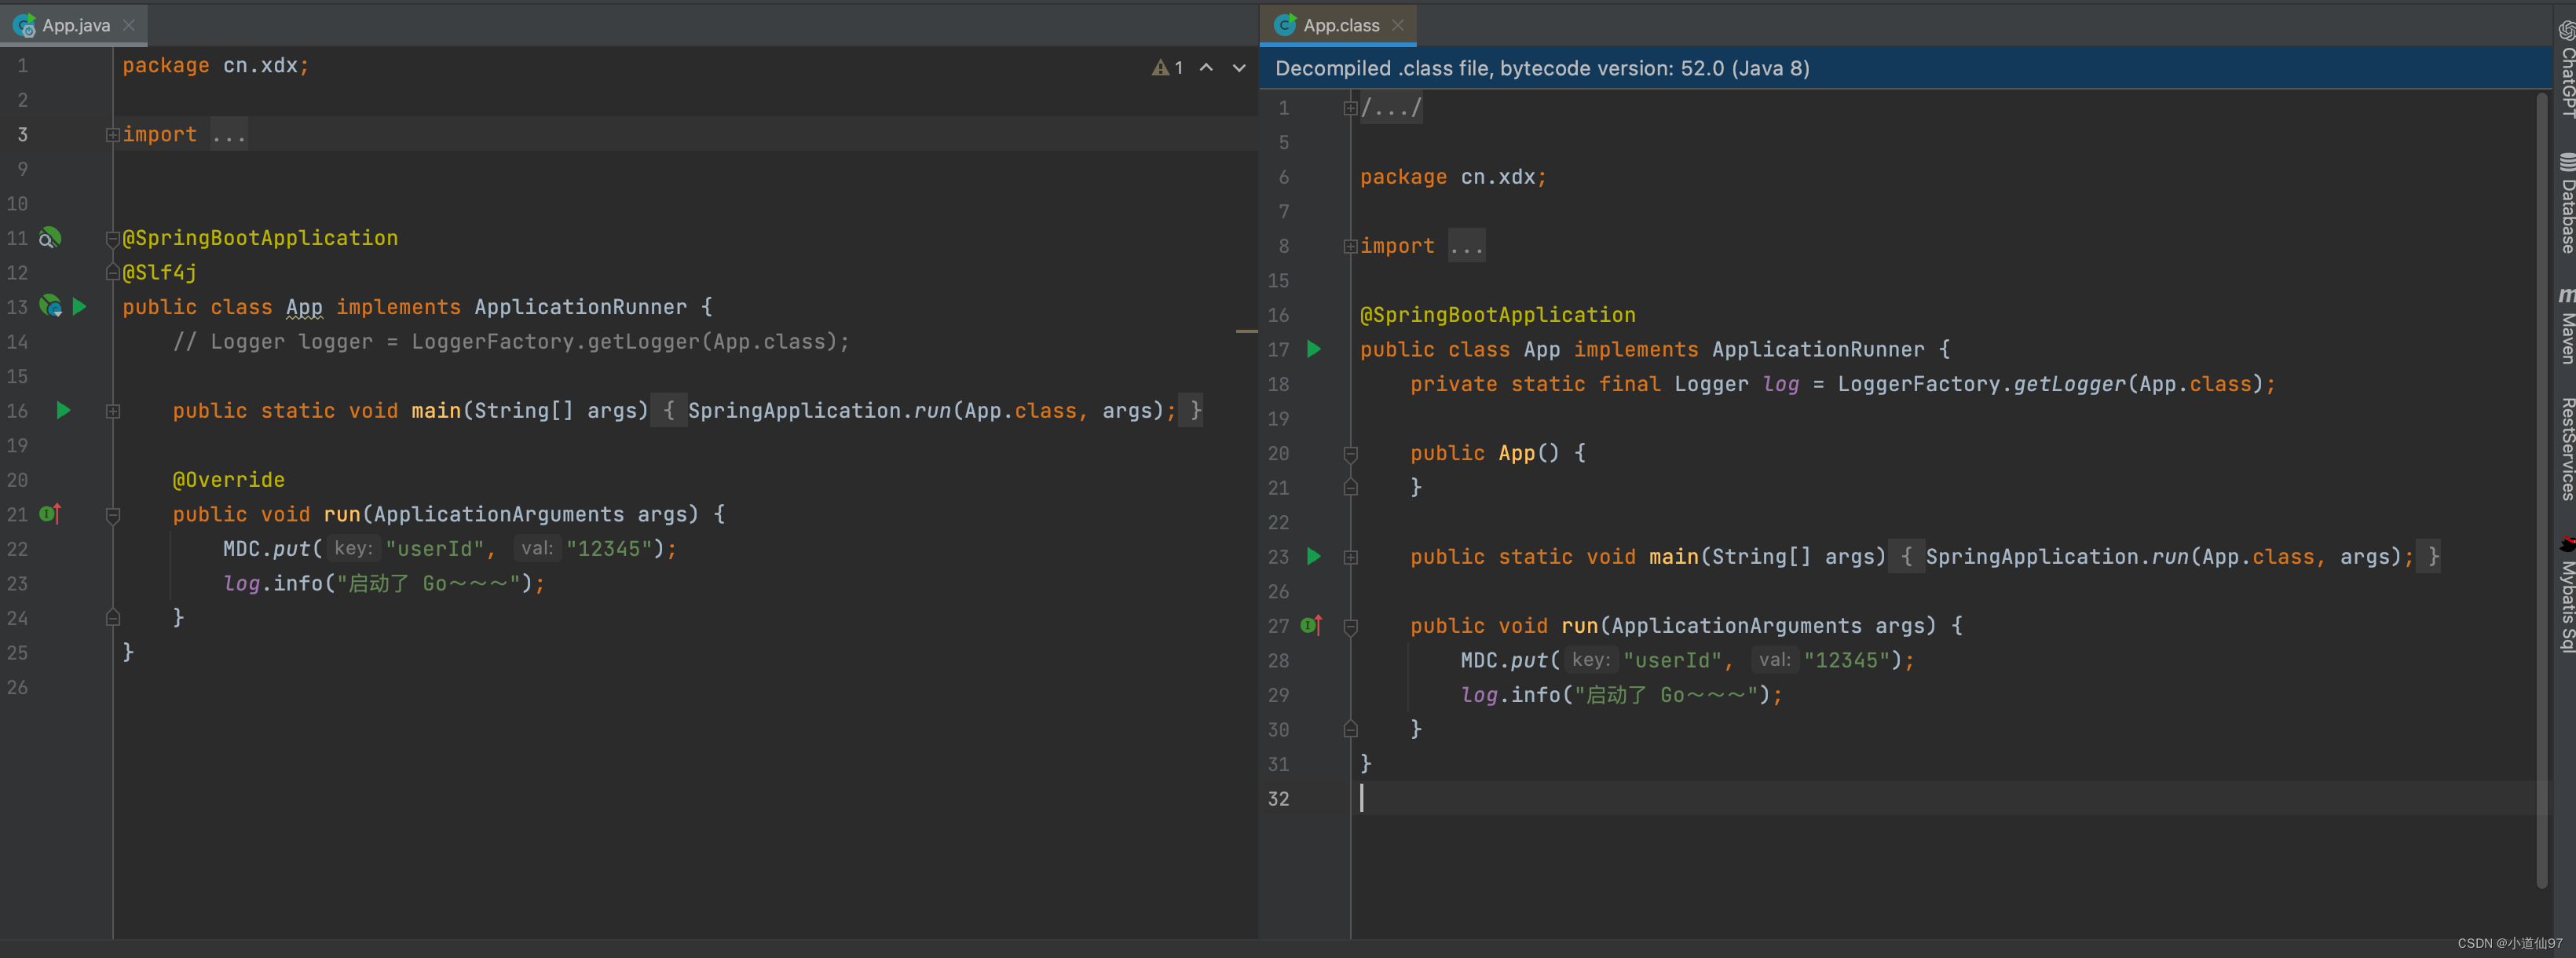 App.java
1 package cn.xdx;
1
2
3 import ...
9
10
11 @SpringBootApplication
12 @Slf4j
13 public class App implements ApplicationRunner {
14 // Logger logger = LoggerFactory.getLogger(App.class);
15
16 public static void main(String[] args) { SpringApplication.run(App.class, args); }
19
20 @Override
21 public void run(ApplicationArguments args) {
22 MDC.put( key: "userId", val: "12345");
23 log.info("启动了 Go～～～");
24 }
25 }
26
App.class
Decompiled .class file, bytecode version: 52.0 (Java 8)
1 /.../
5
6 package cn.xdx;
7
8 import ...
15
16 @SpringBootApplication
17 public class App implements ApplicationRunner {
18 private static final Logger log = LoggerFactory.getLogger(App.class);
19
20 public App() {
21 }
22
23 public static void main(String[] args) { SpringApplication.run(App.class, args); }
26
27 public void run(ApplicationArguments args) {
28 MDC.put( key: "userId", val: "12345");
29 log.info("启动了 Go～～～");
30 }
31 }
32
ChatGPT
Database
m
Maven
RestServices
Mybatis Sql
CSDN @小道仙97